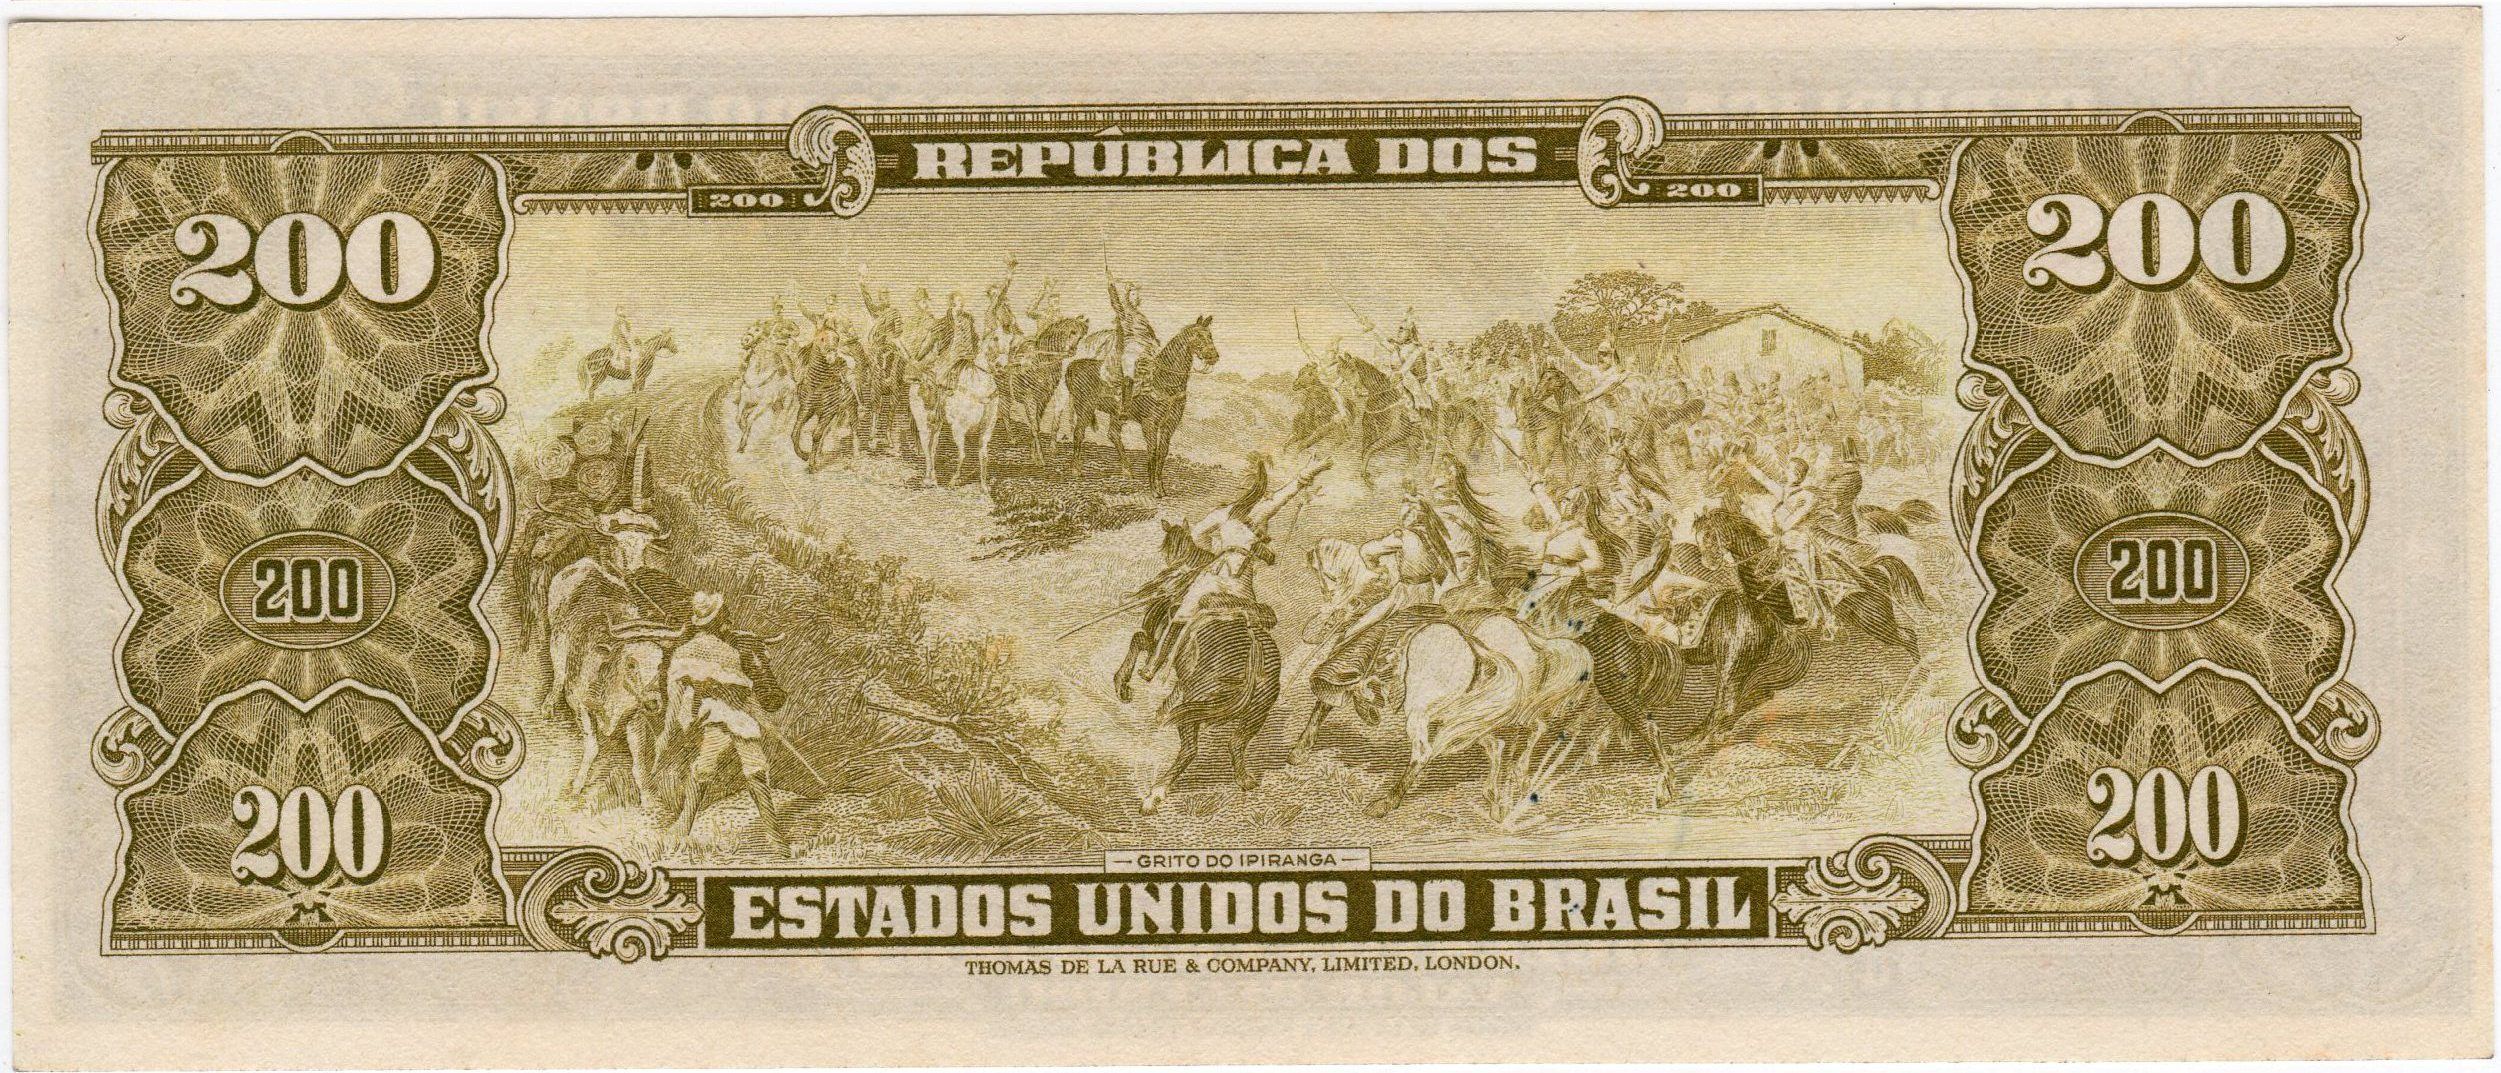 REPÚBLICA DOS
200 200
200 200
200 200
200 200
GRITO DO IPIRANGA
ESTADOS UNIDOS DO BRASIL
THOMAS DE LA RUE & COMPANY, LIMITED, LONDON.